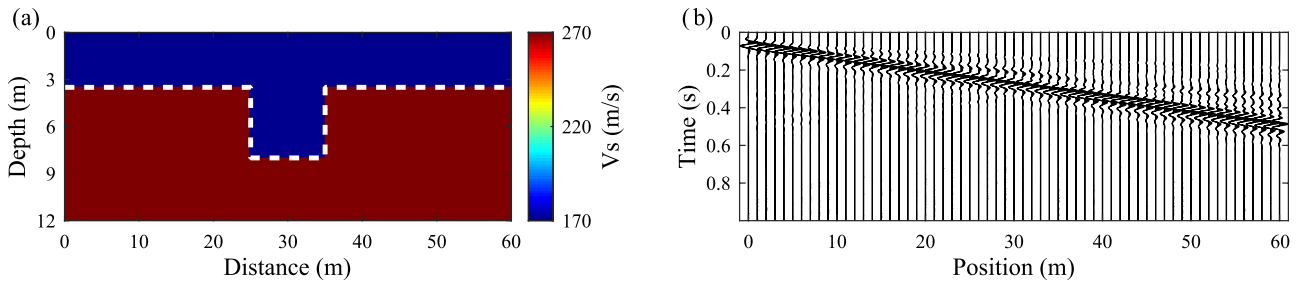 (a)
0
3
6
9
12
Depth (m)
0 10 20 30 40 50 60
Distance (m)
270
220
170
Vs (m/s)
(b)
0
0.2
0.4
0.6
0.8
Time (s)
0 10 20 30 40 50 60
Position (m)